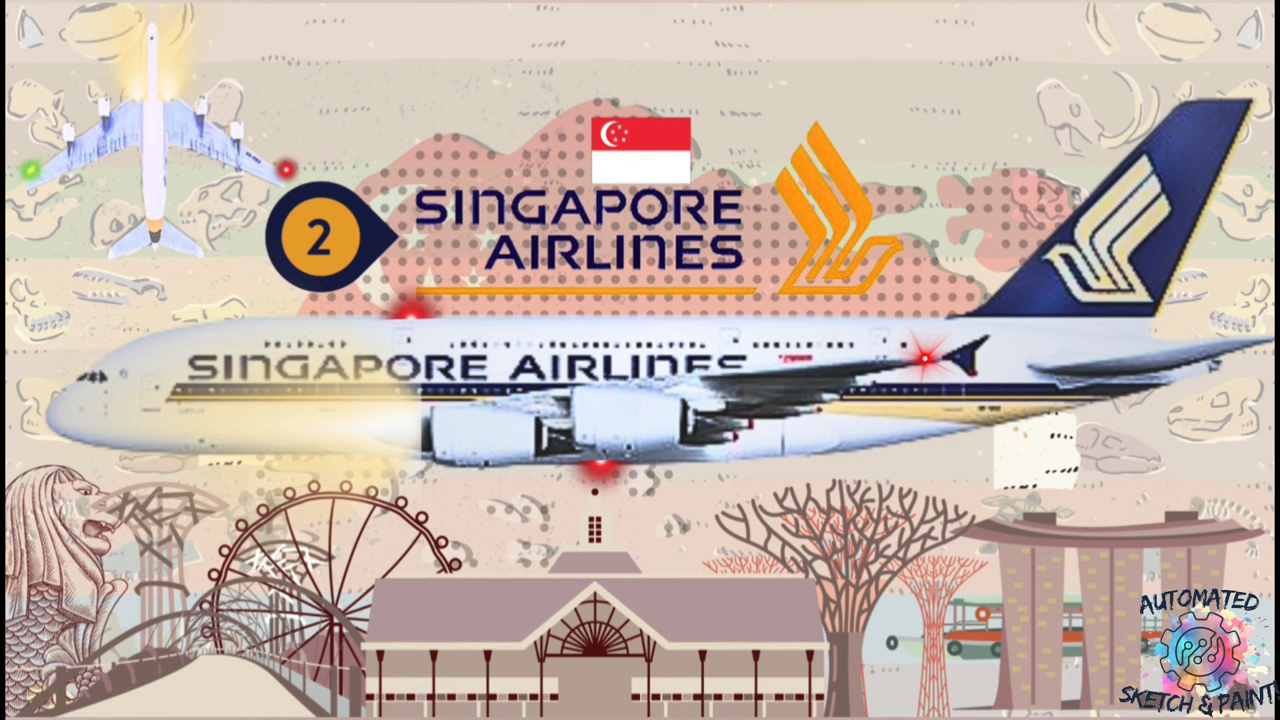 2
SINGAPORE
AIRLINES
SINGAPORE AIRLINES
AUTOMATED
SKETCH & PAINT